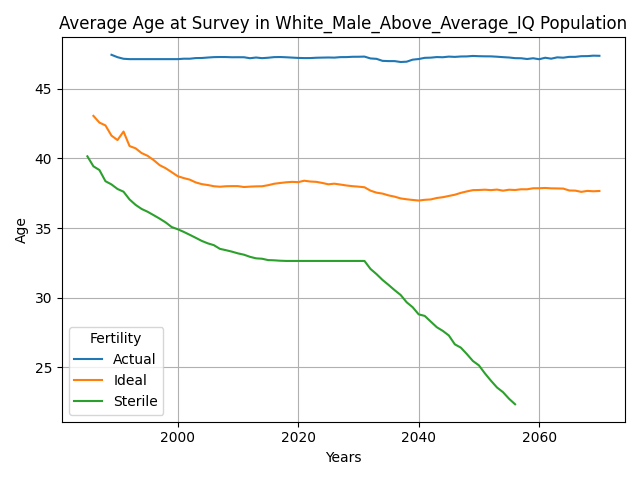 Average Age at Survey in White_Male_Above_Average_IQ Population
45
40
35
30
25
Age
Fertility
Actual
Ideal
Sterile
2000 2020 2040 2060
Years